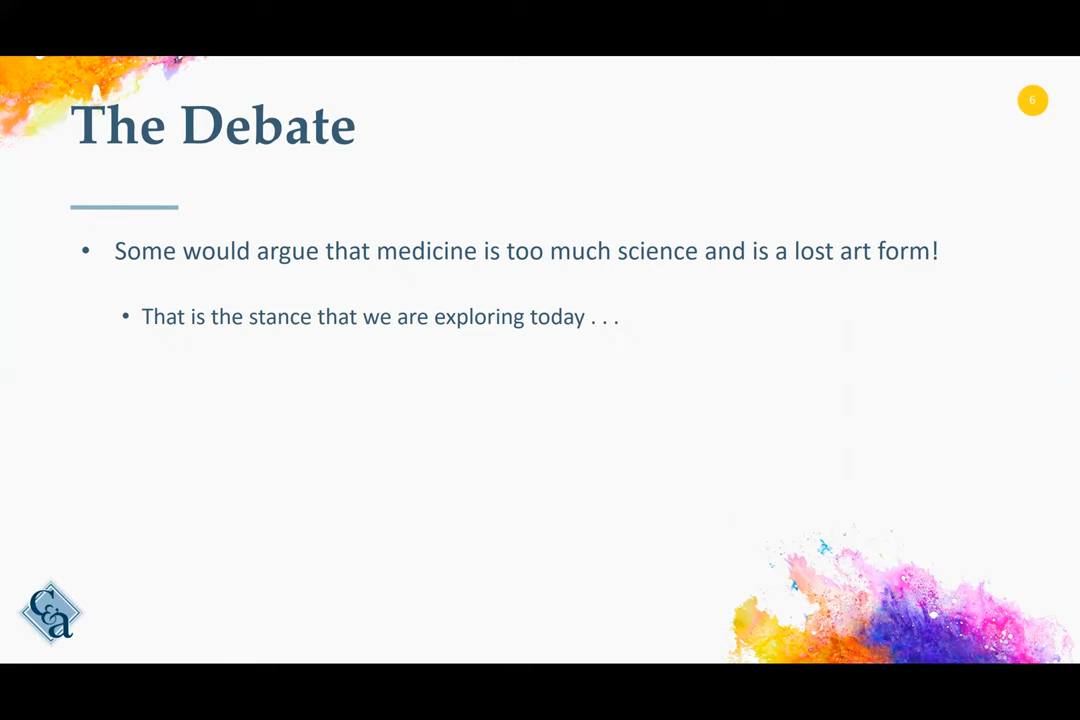 The Debate
6
• Some would argue that medicine is too much science and is a lost art form!
• That is the stance that we are exploring today . . .
C&a